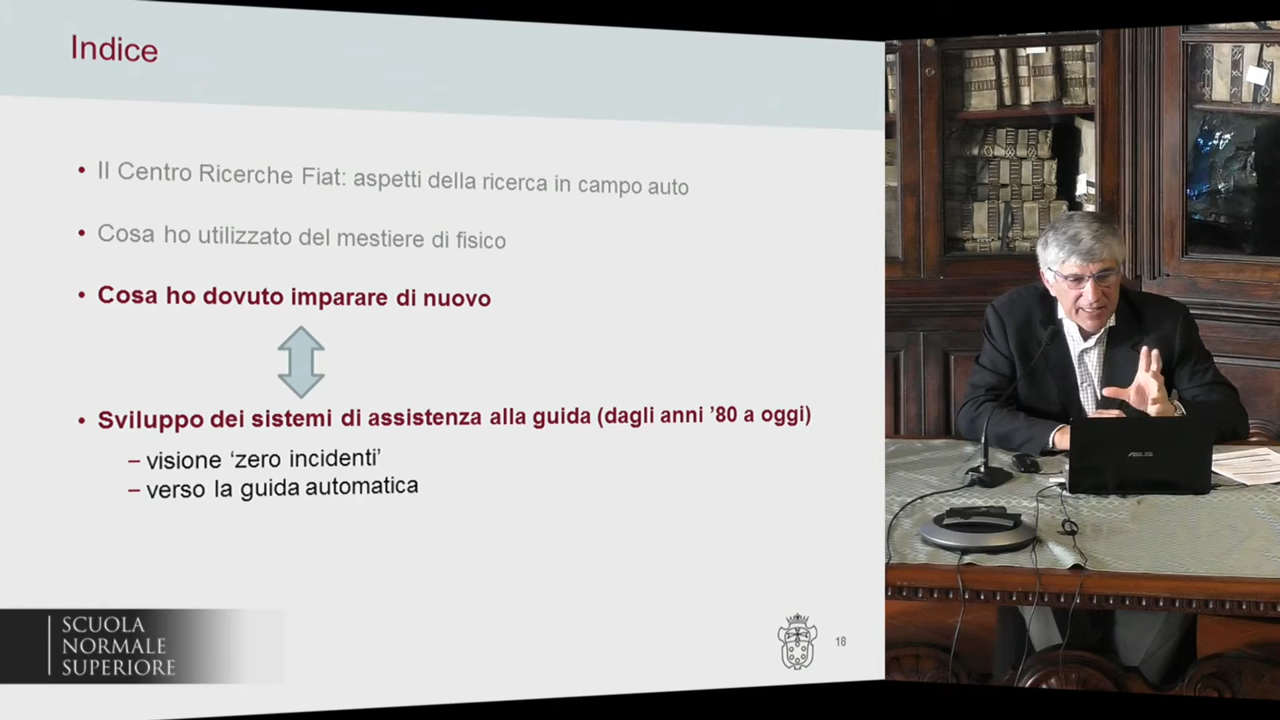 Indice
• Il Centro Ricerche Fiat: aspetti della ricerca in campo auto
• Cosa ho utilizzato del mestiere di fisico
• Cosa ho dovuto imparare di nuovo
• Sviluppo dei sistemi di assistenza alla guida (dagli anni ’80 a oggi)
– visione ‘zero incidenti’
– verso la guida automatica
SCUOLA
NORMALE
SUPERIORE
18
ASUS